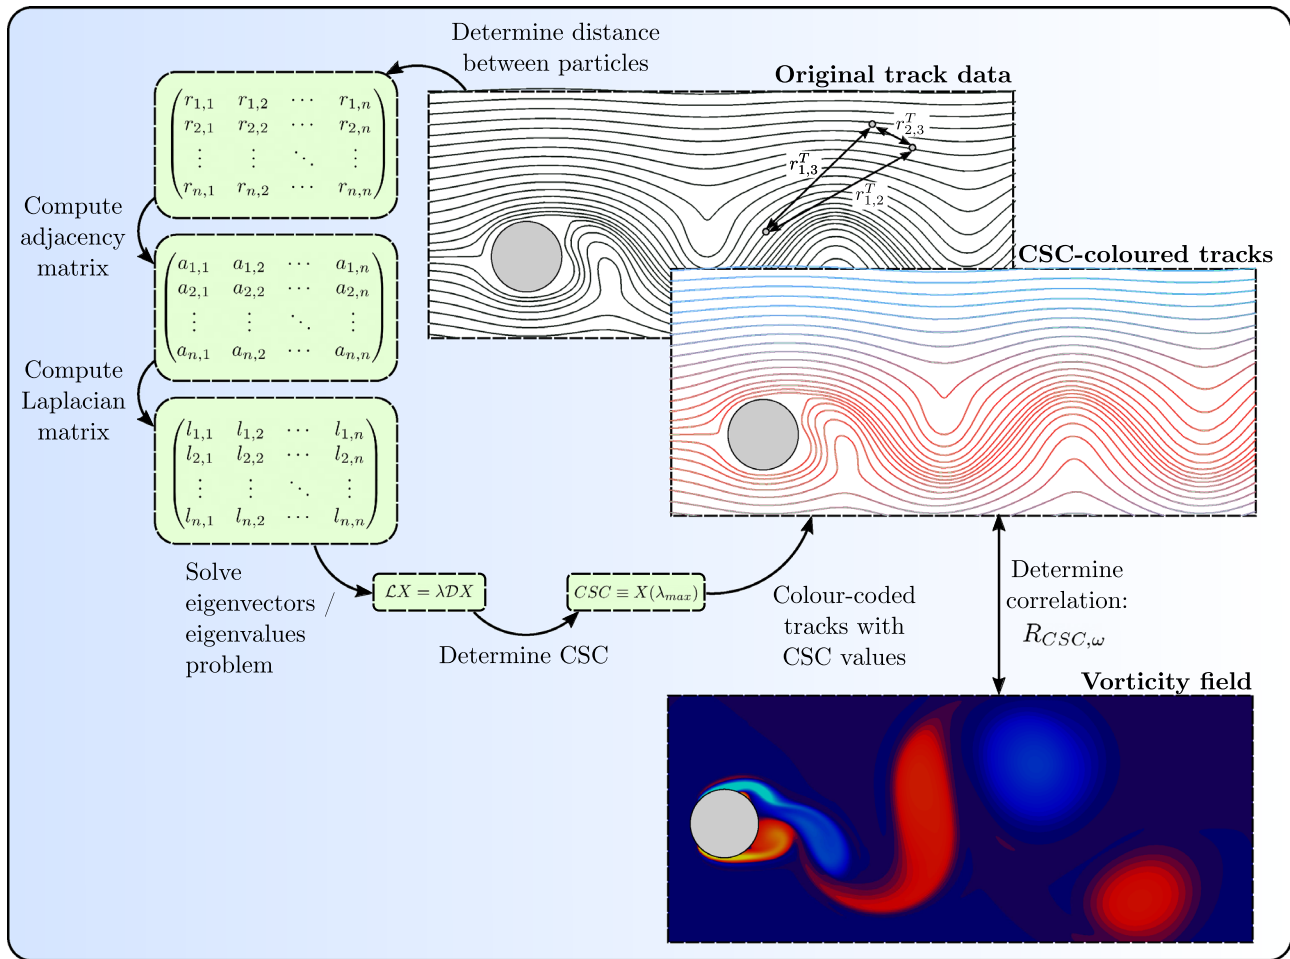 Determine distance
between particles
Original track data
r_{1,1} r_{1,2} ⋯ r_{1,n}
r_{2,1} r_{2,2} ⋯ r_{2,n}
⋮ ⋮ ⋱ ⋮
r_{n,1} r_{n,2} ⋯ r_{n,n}
r^T_{2,3}
r^T_{1,3}
r^T_{1,2}
Compute
adjacency
matrix
a_{1,1} a_{1,2} ⋯ a_{1,n}
a_{2,1} a_{2,2} ⋯ a_{2,n}
⋮ ⋮ ⋱ ⋮
a_{n,1} a_{n,2} ⋯ a_{n,n}
CSC-coloured tracks
Compute
Laplacian
matrix
l_{1,1} l_{1,2} ⋯ l_{1,n}
l_{2,1} l_{2,2} ⋯ l_{2,n}
⋮ ⋮ ⋱ ⋮
l_{n,1} l_{n,2} ⋯ l_{n,n}
Solve
eigenvectors /
eigenvalues
problem
ℒX = λ𝒟X
Determine CSC
CSC ≡ X(λ_{max})
Colour-coded
tracks with
CSC values
Determine
correlation:
R_{CSC,ω}
Vorticity field